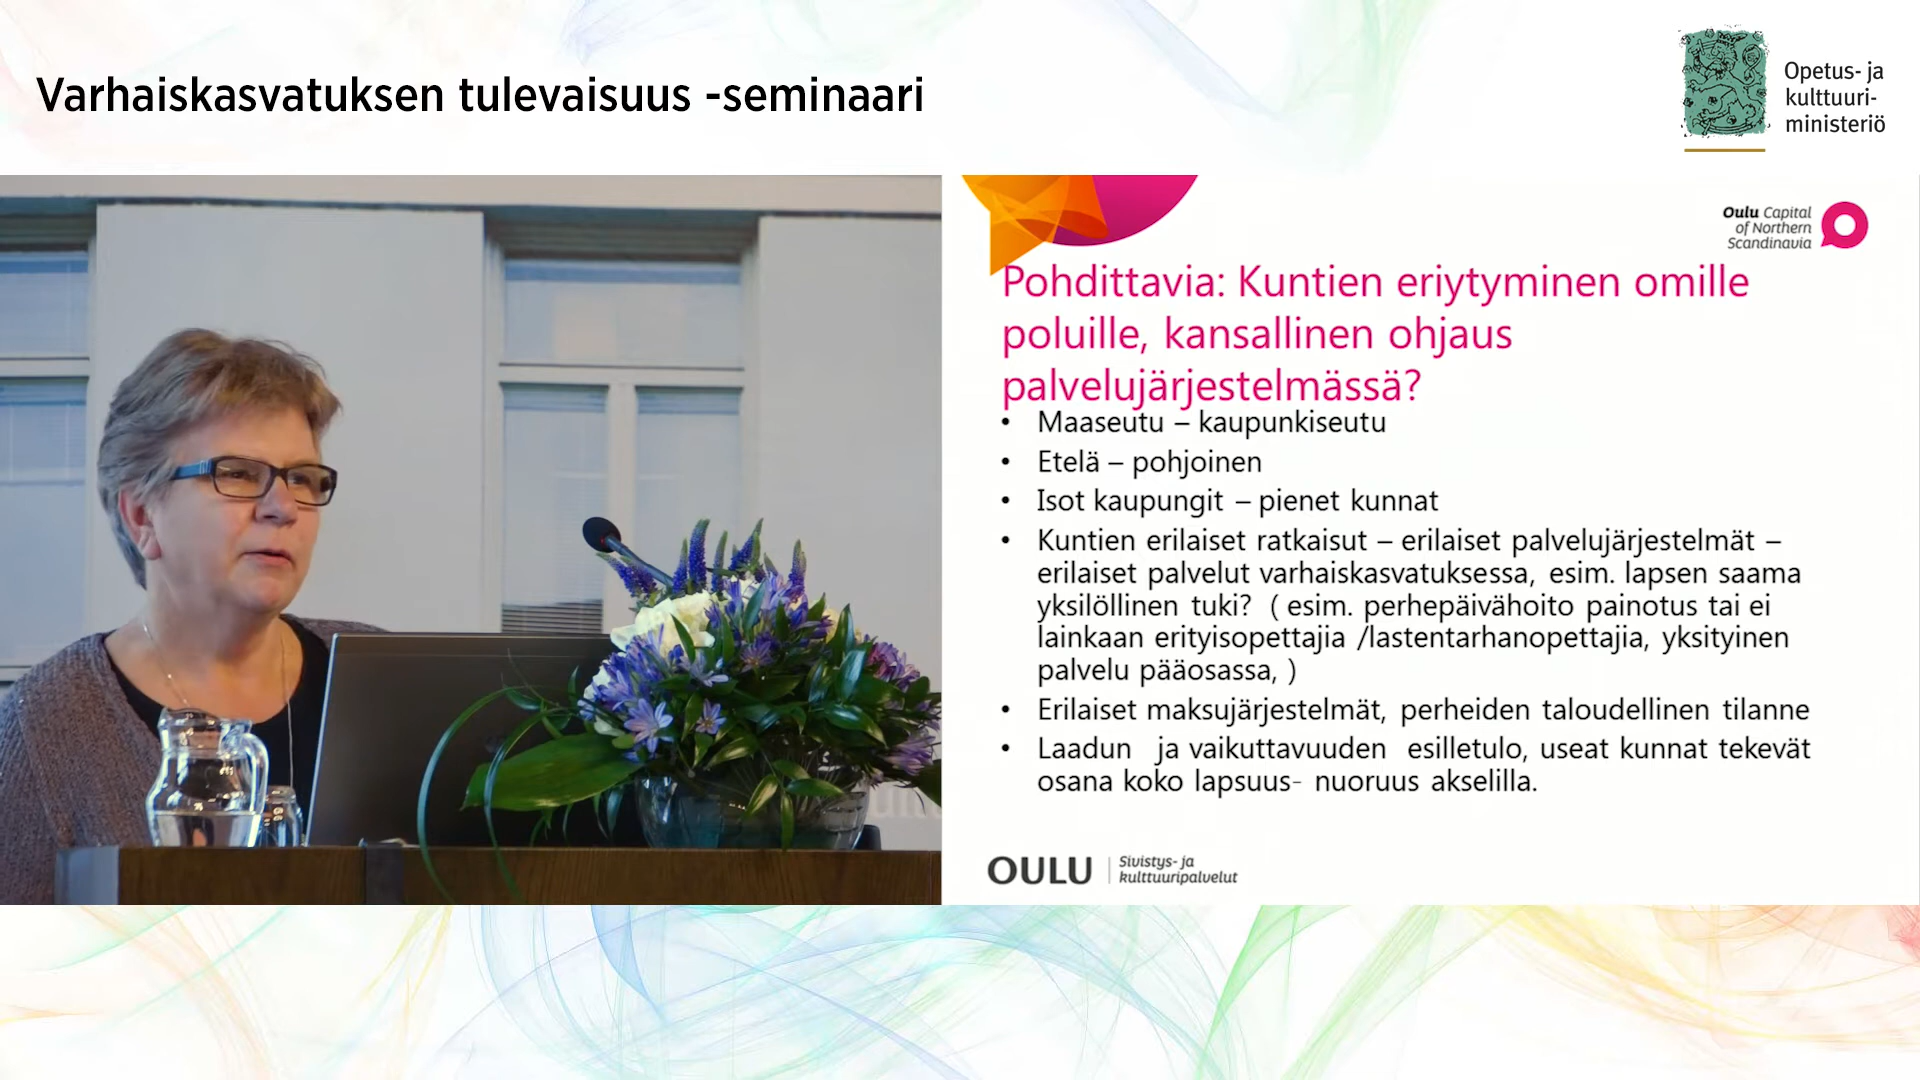 Varhaiskasvatuksen tulevaisuus -seminaari
Opetus- ja
kulttuuri-
ministeriö
Oulu Capital
of Northern
Scandinavia
Pohdittavia: Kuntien eriytyminen omille
poluille, kansallinen ohjaus
palvelujärjestelmässä?
• Maaseutu – kaupunkiseutu
• Etelä – pohjoinen
• Isot kaupungit – pienet kunnat
• Kuntien erilaiset ratkaisut – erilaiset palvelujärjestelmät –
erilaiset palvelut varhaiskasvatuksessa, esim. lapsen saama
yksilöllinen tuki? ( esim. perhepäivähoito painotus tai ei
lainkaan erityisopettajia /lastentarhanopettajia, yksityinen
palvelu pääosassa, )
• Erilaiset maksujärjestelmät, perheiden taloudellinen tilanne
• Laadun ja vaikuttavuuden esilletulo, useat kunnat tekevät
osana koko lapsuus- nuoruus akselilla.
OULU
Sivistys- ja
kulttuuripalvelut